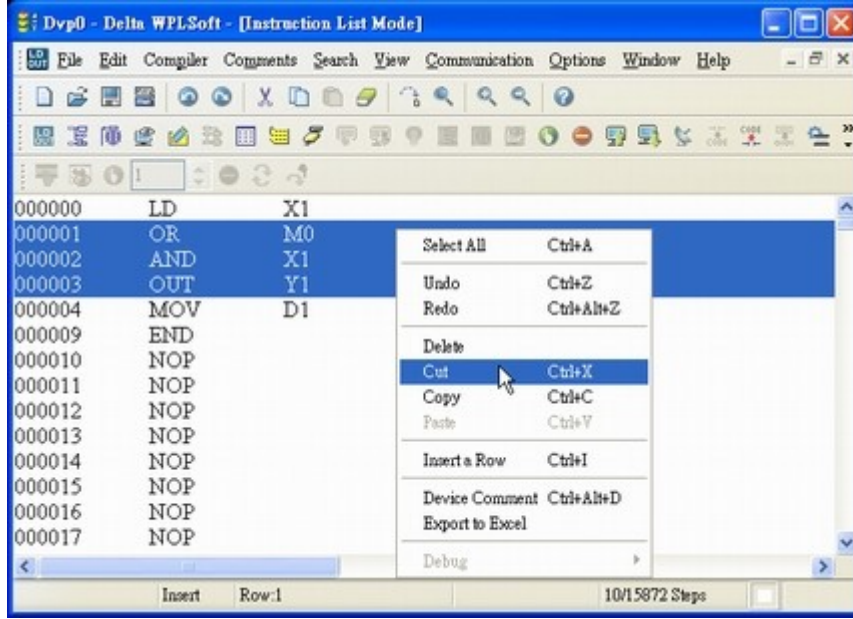 Dvp0 - Delta WPLSoft - [Instruction List Mode]
File Edit Compiler Comments Search View Communication Options Window Help
1
000000 LD X1
000001 OR M0
000002 AND X1
000003 OUT Y1
000004 MOV D1
000009 END
000010 NOP
000011 NOP
000012 NOP
000013 NOP
000014 NOP
000015 NOP
000016 NOP
000017 NOP
Select All Ctrl+A
Undo Ctrl+Z
Redo Ctrl+Alt+Z
Delete
Cut Ctrl+X
Copy Ctrl+C
Paste Ctrl+V
Insert a Row Ctrl+I
Device Comment Ctrl+Alt+D
Export to Excel
Debug
Insert Row:1 10/15872 Steps